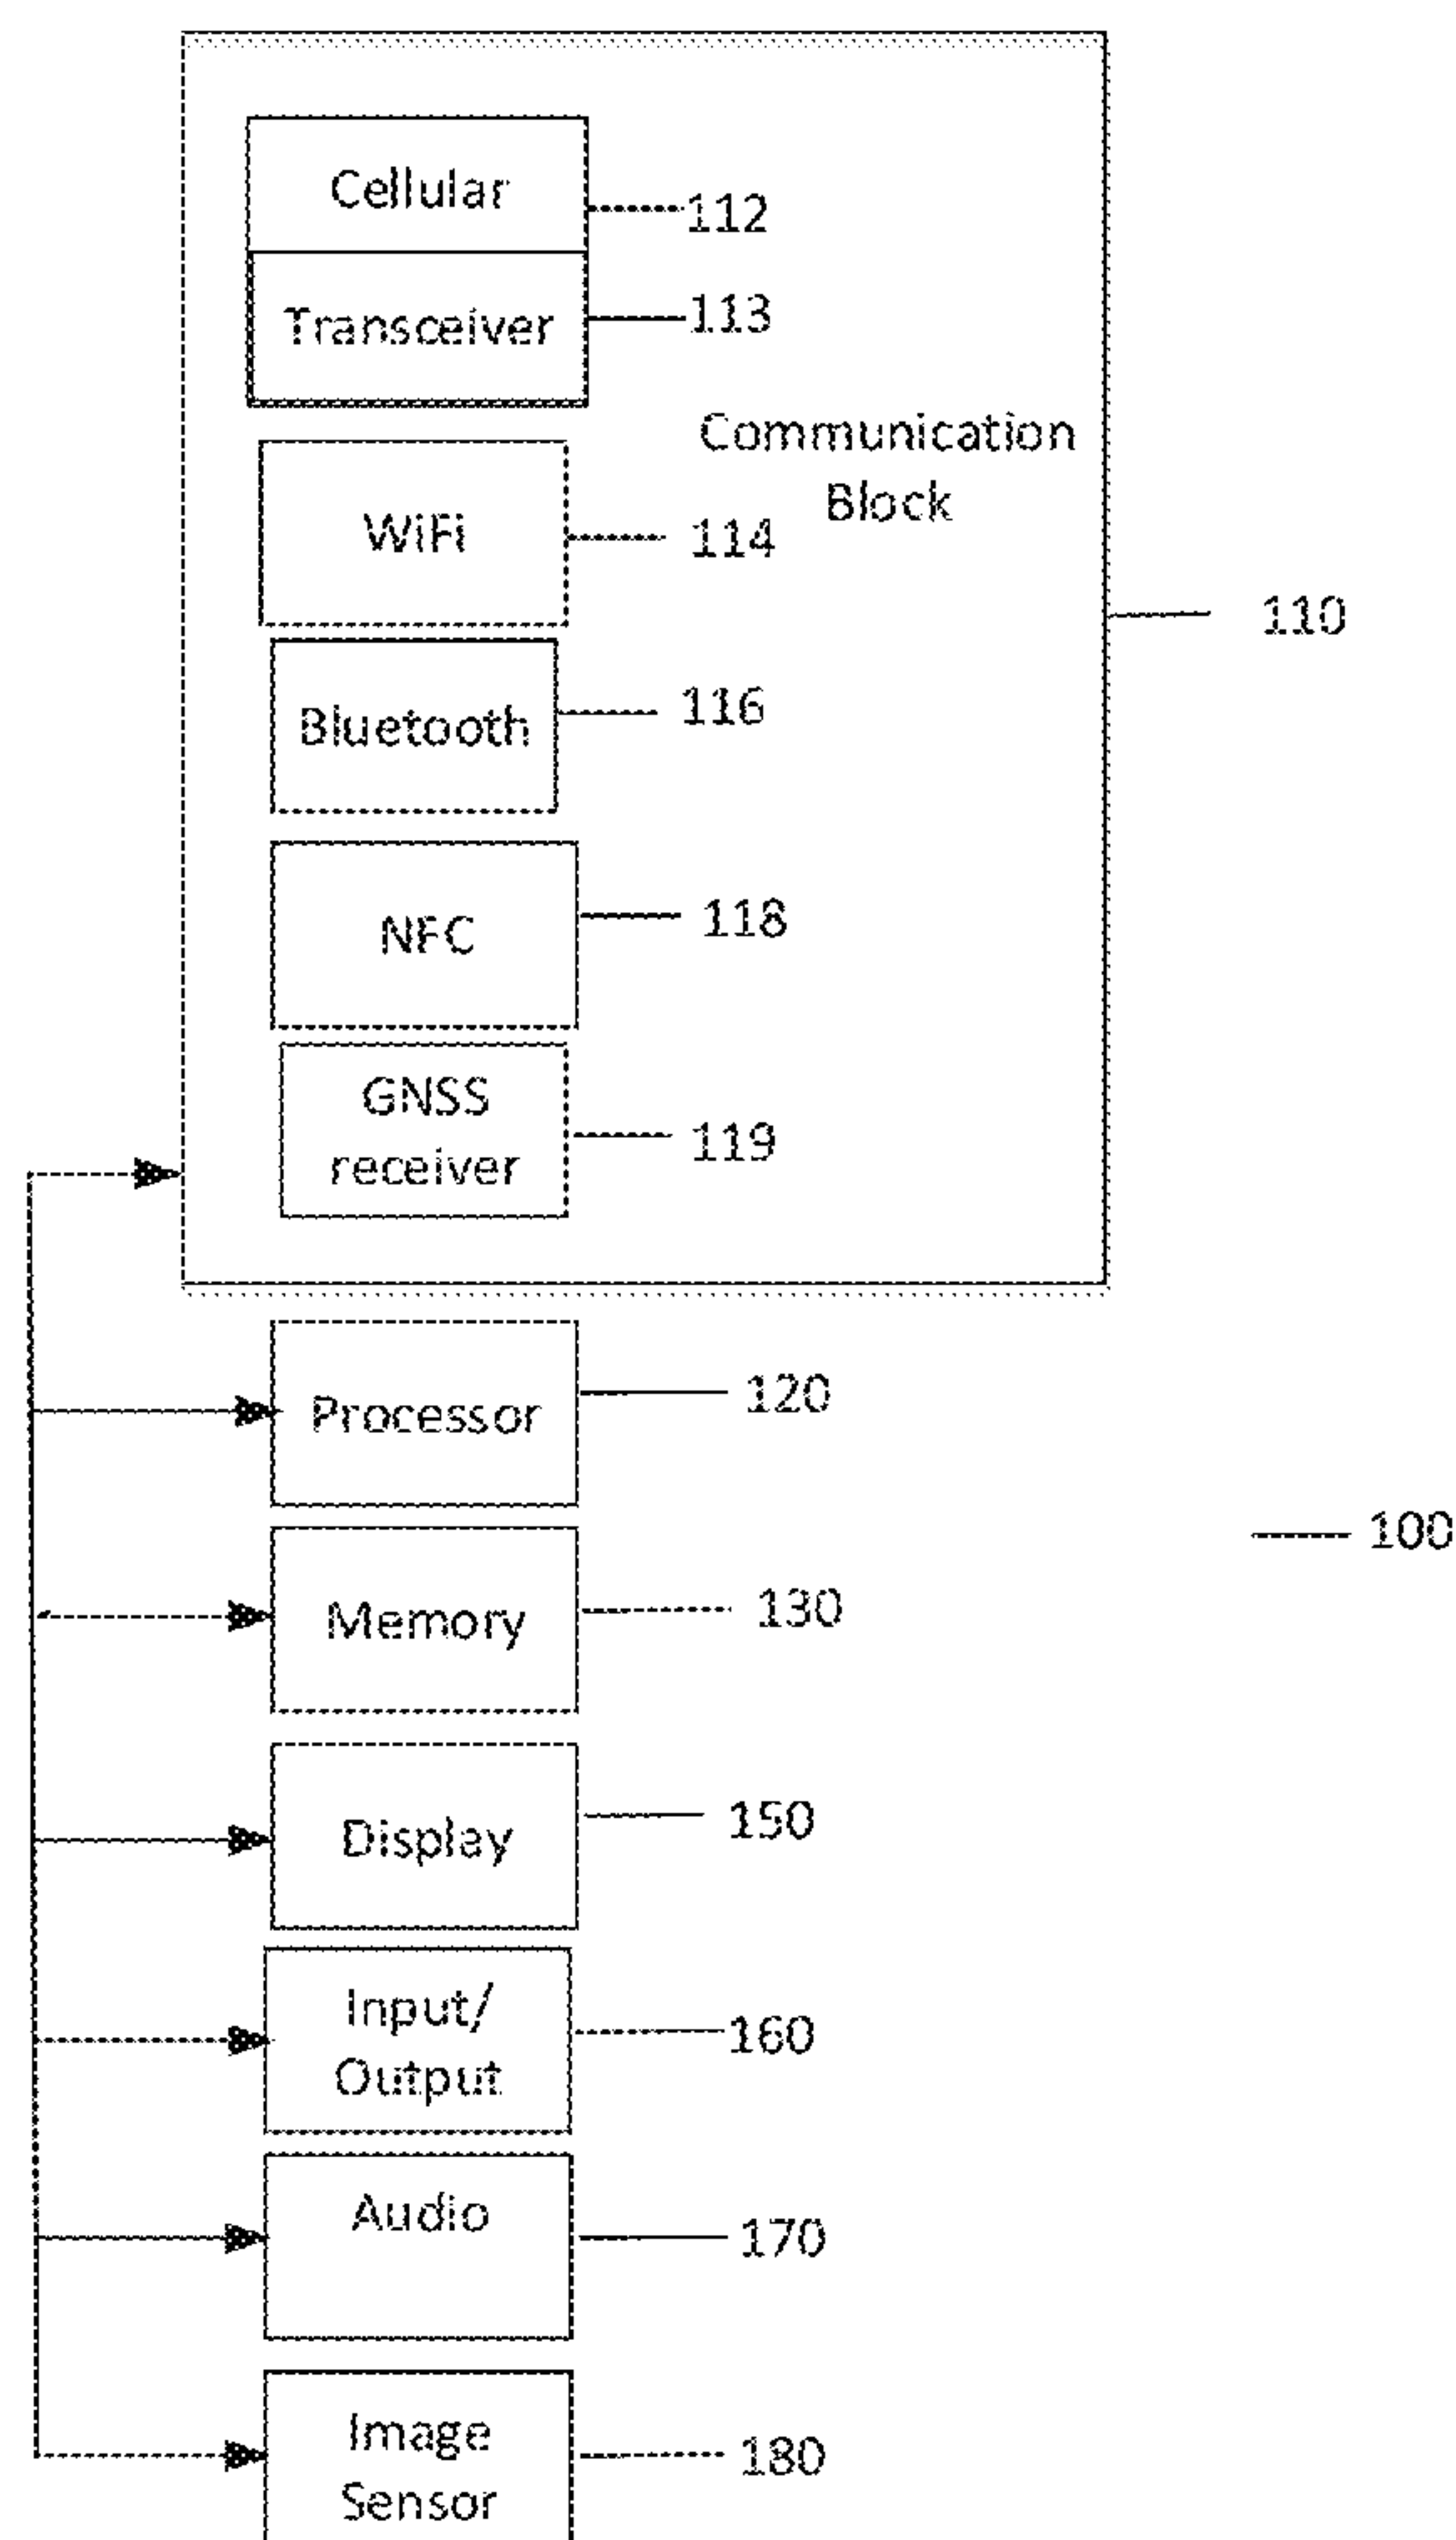 Cellular
112
Transceiver
113
Communication
Block
WiFi
114
110
Bluetooth
116
NFC
118
GNSS
receiver
119
Processor
120
100
Memory
130
Display
150
Input/
Output
160
Audio
170
Image
Sensor
180